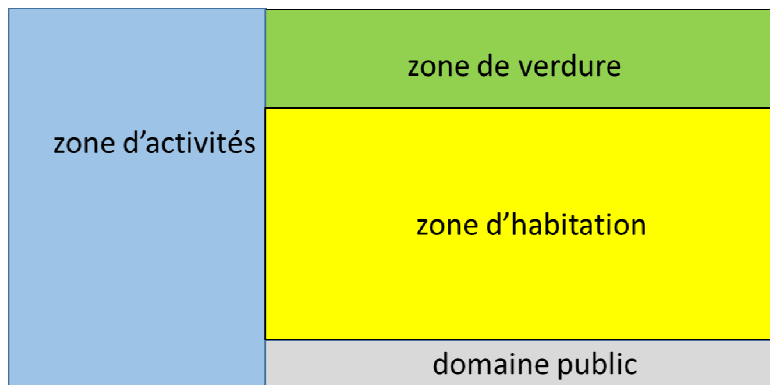 zone de verdure
zone d'activités
zone d'habitation
domaine public